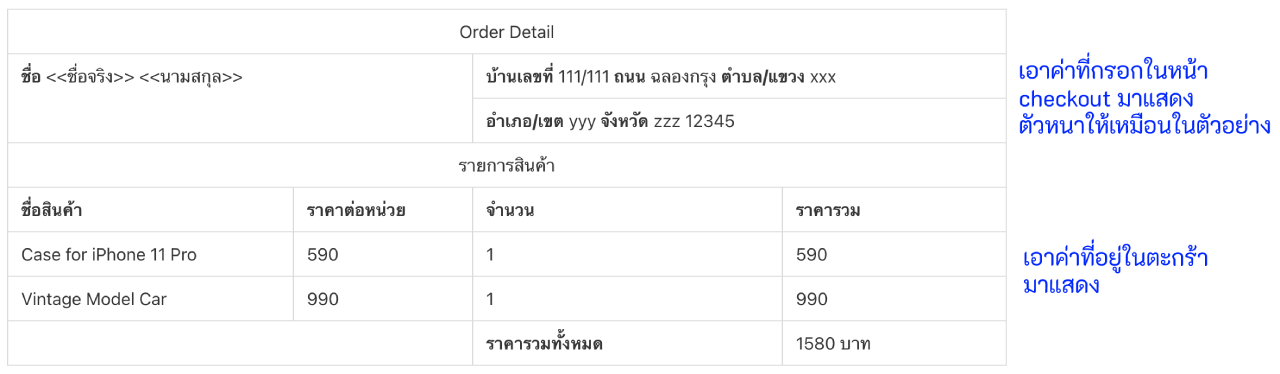 Order Detail
ชื่อ <<ชื่อจริง>> <<นามสกุล>>
บ้านเลขที่ 111/111 ถนน ฉลองกรุง ตำบล/แขวง xxx
อำเภอ/เขต yyy จังหวัด zzz 12345
เอาค่าที่กรอกในหน้า
checkout มาแสดง
ตัวหนาให้เหมือนในตัวอย่าง
รายการสินค้า
ชื่อสินค้า ราคาต่อหน่วย จำนวน ราคารวม
Case for iPhone 11 Pro 590 1 590
Vintage Model Car 990 1 990
เอาค่าที่อยู่ในตะกร้า
มาแสดง
ราคารวมทั้งหมด 1580 บาท